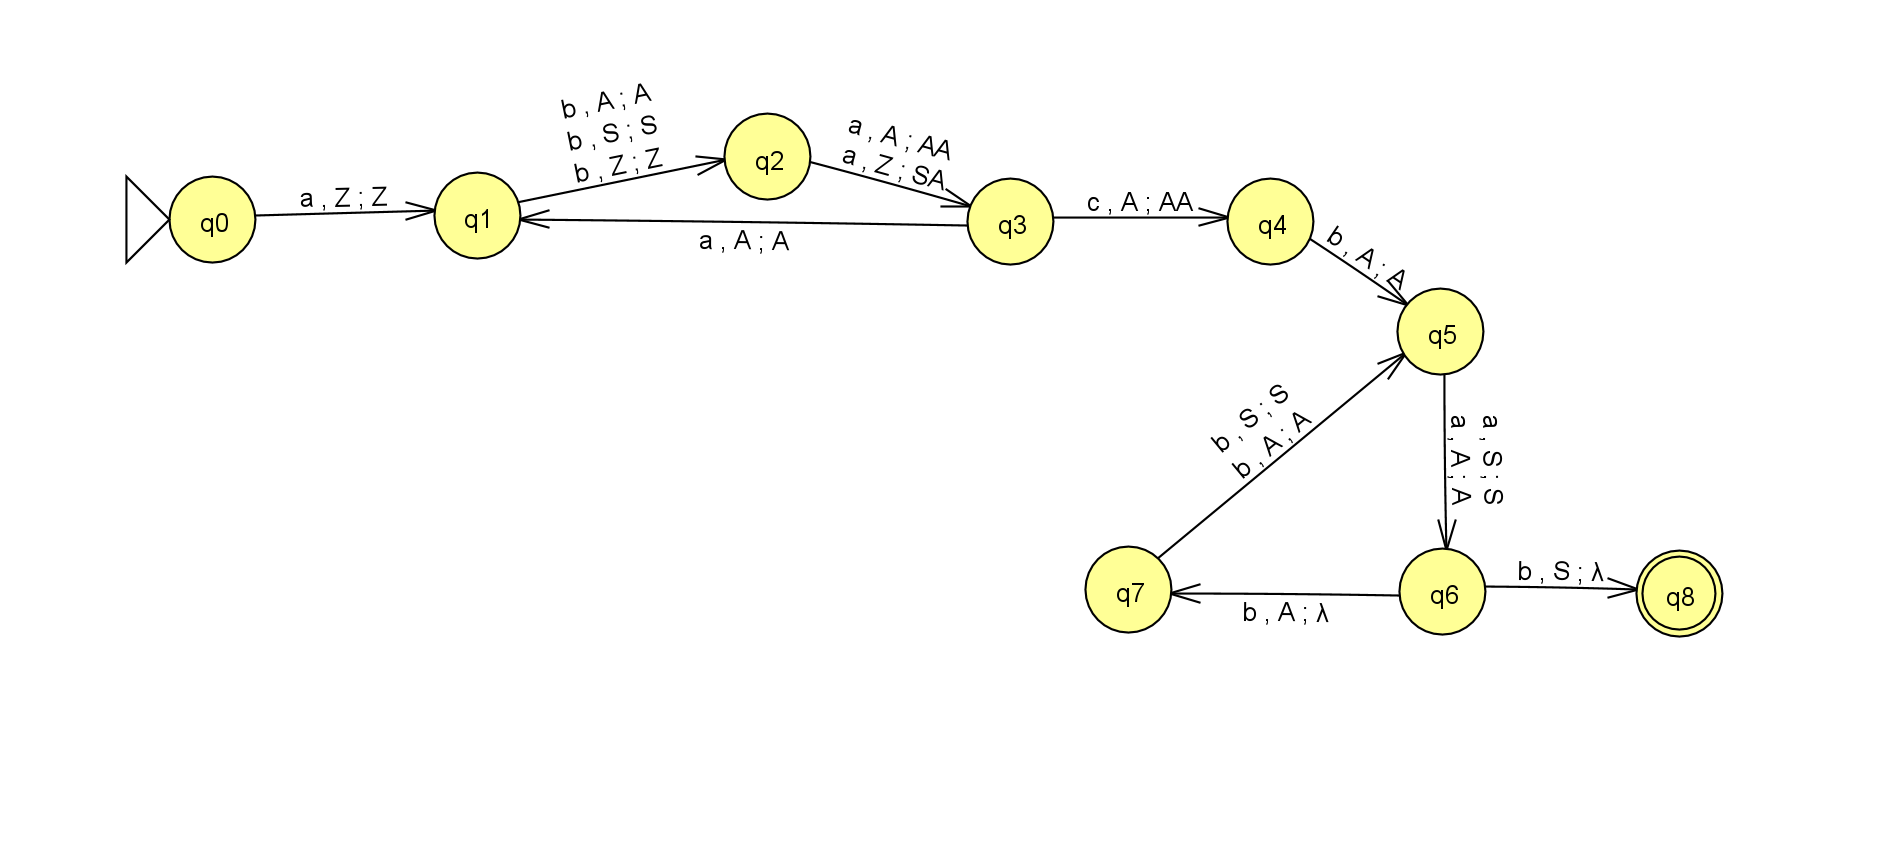 b , A ; A
b , S ; S
b , Z ; Z
a , A ; AA
a , Z ; SA
q0
a , Z ; Z
q1
q2
q3
a , A ; A
c , A ; AA
q4
b , A ; A
q5
b , S ; S
b , A ; A
a , S ; S
a , A ; A
q7
b , A ; λ
q6
b , S ; λ
q8